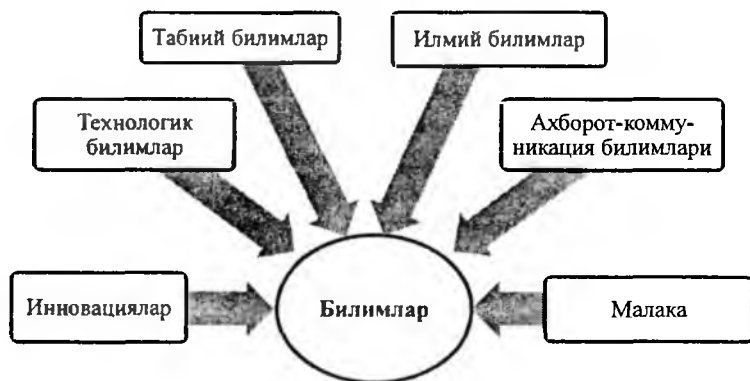 Табиий билимлар
Илмий билимлар
Технологик
билимлар
Ахборот-комму-
никация билимлари
Инновациялар
Билимлар
Малака